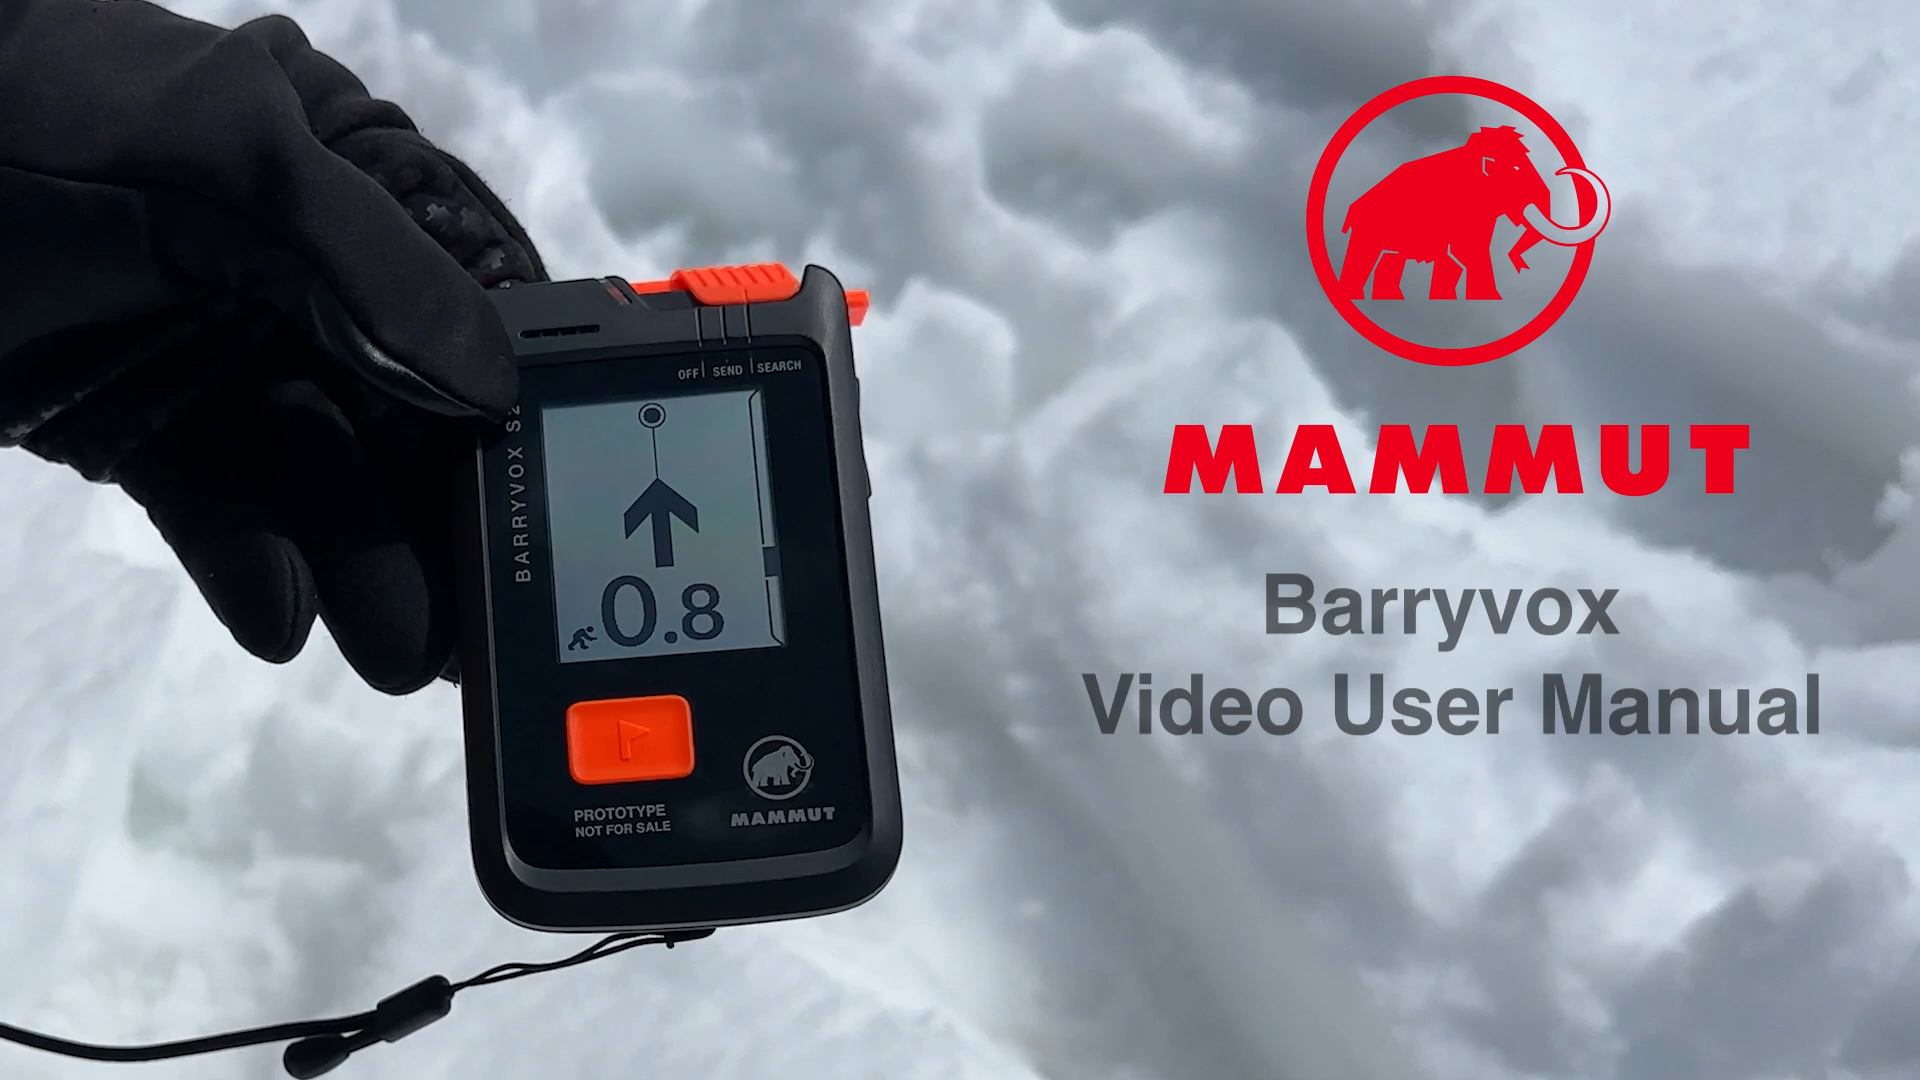 OFF SEND SEARCH
BARRYVOX S2
0.8
PROTOTYPE
NOT FOR SALE
MAMMUT
MAMMUT
Barryvox
Video User Manual